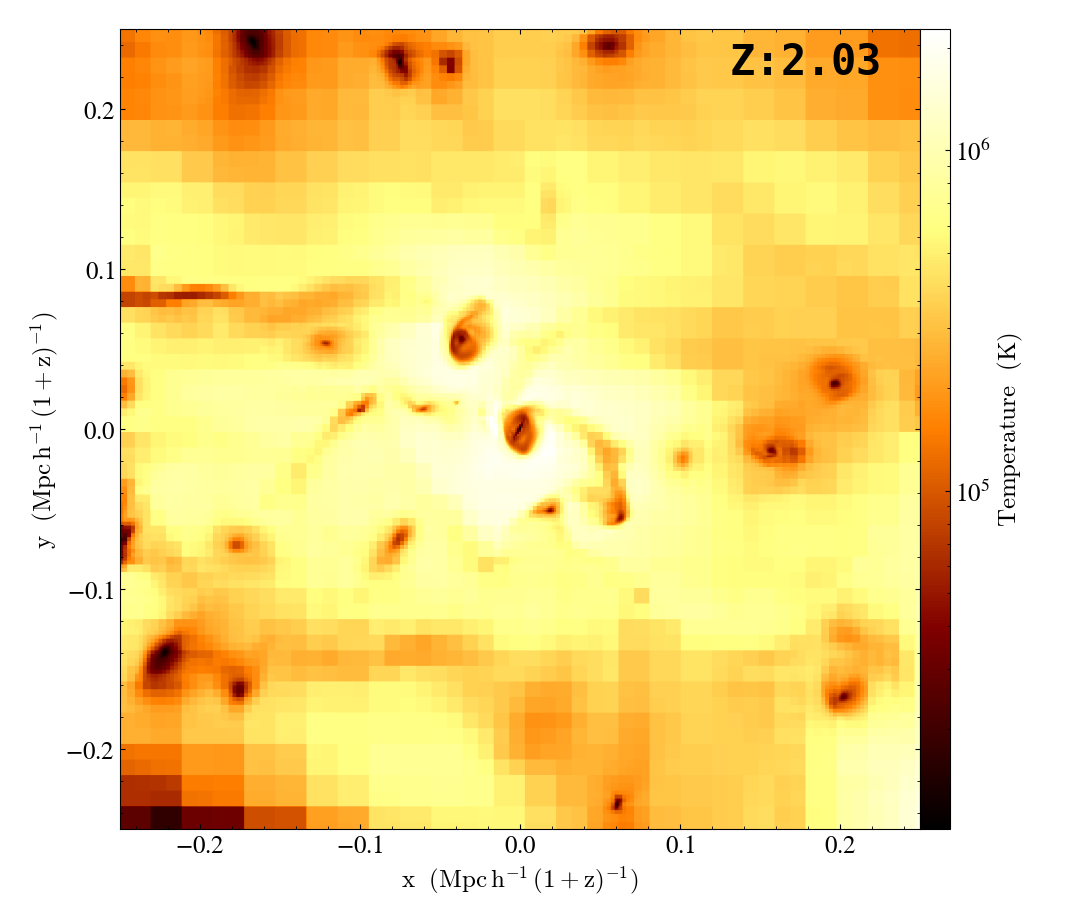 Z:2.03
0.2
0.1
0.0
−0.1
−0.2
y (Mpc h⁻¹ (1+z)⁻¹)
−0.2 −0.1 0.0 0.1 0.2
x (Mpc h⁻¹ (1+z)⁻¹)
10⁶
10⁵
Temperature (K)